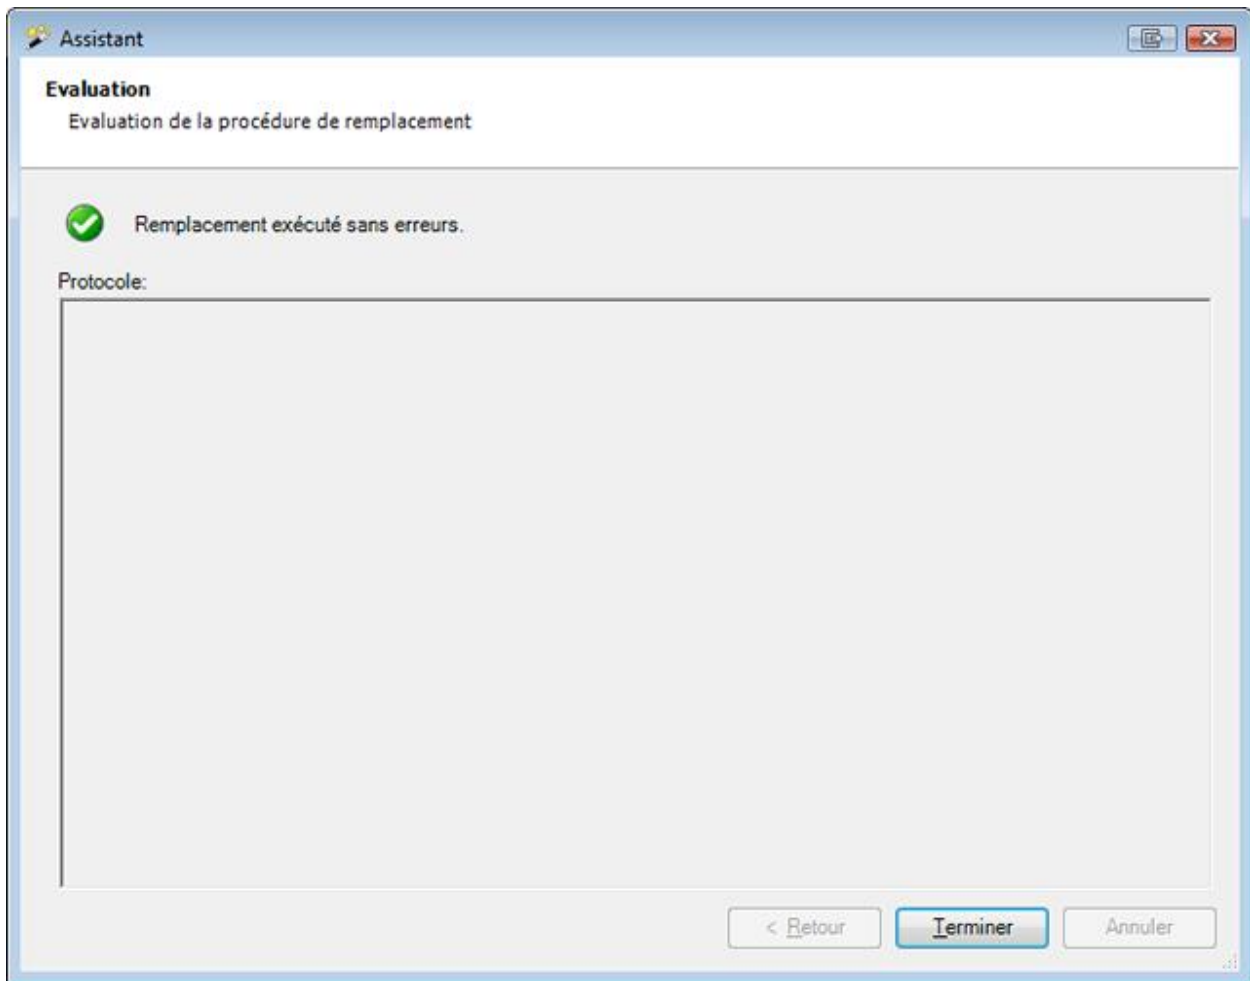 Assistant
Evaluation
Evaluation de la procédure de remplacement
Remplacement exécuté sans erreurs.
Protocole:
< Retour
Terminer
Annuler